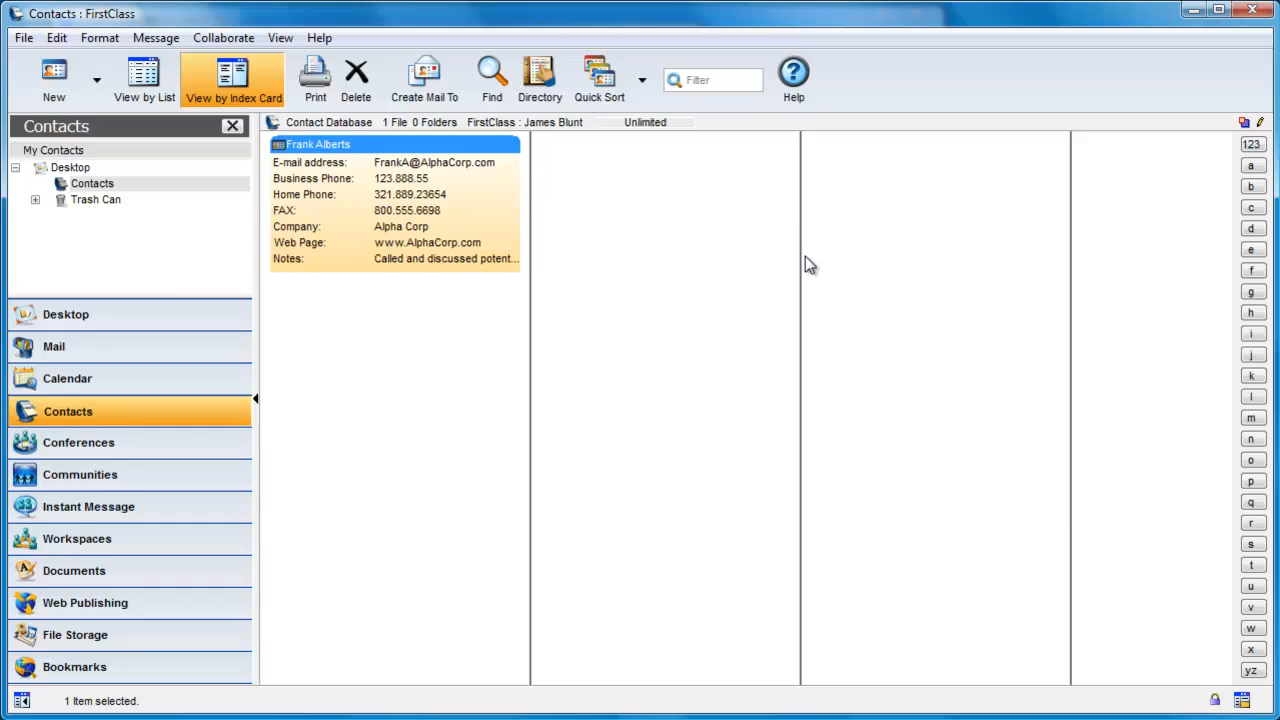 Contacts : FirstClass
File Edit Format Message Collaborate View Help
New View by List View by Index Card Print Delete Create Mail To Find Directory Quick Sort Filter Help
Contacts
Contact Database 1 File 0 Folders FirstClass : James Blunt Unlimited
My Contacts
Desktop
Contacts
Trash Can
Frank Alberts
E-mail address: FrankA@AlphaCorp.com
Business Phone: 123.888.55
Home Phone: 321.889.23654
FAX: 800.555.6698
Company: Alpha Corp
Web Page: www.AlphaCorp.com
Notes: Called and discussed potent...
Desktop
Mail
Calendar
Contacts
Conferences
Communities
Instant Message
Workspaces
Documents
Web Publishing
File Storage
Bookmarks
123
a
b
c
d
e
f
g
h
i
j
k
l
m
n
o
p
q
r
s
t
u
v
w
x
yz
1 Item selected.